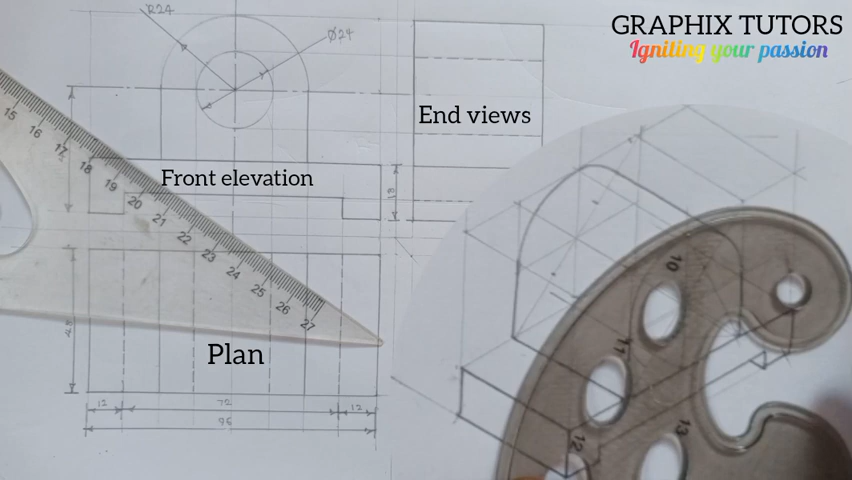 GRAPHIX TUTORS
Igniting your passion
R24
Ø24
End views
Front elevation
15 16 17 18 19 20 21 22 23 24 25 26 27
18
Plan
12 72 12
96
10
11
12
13